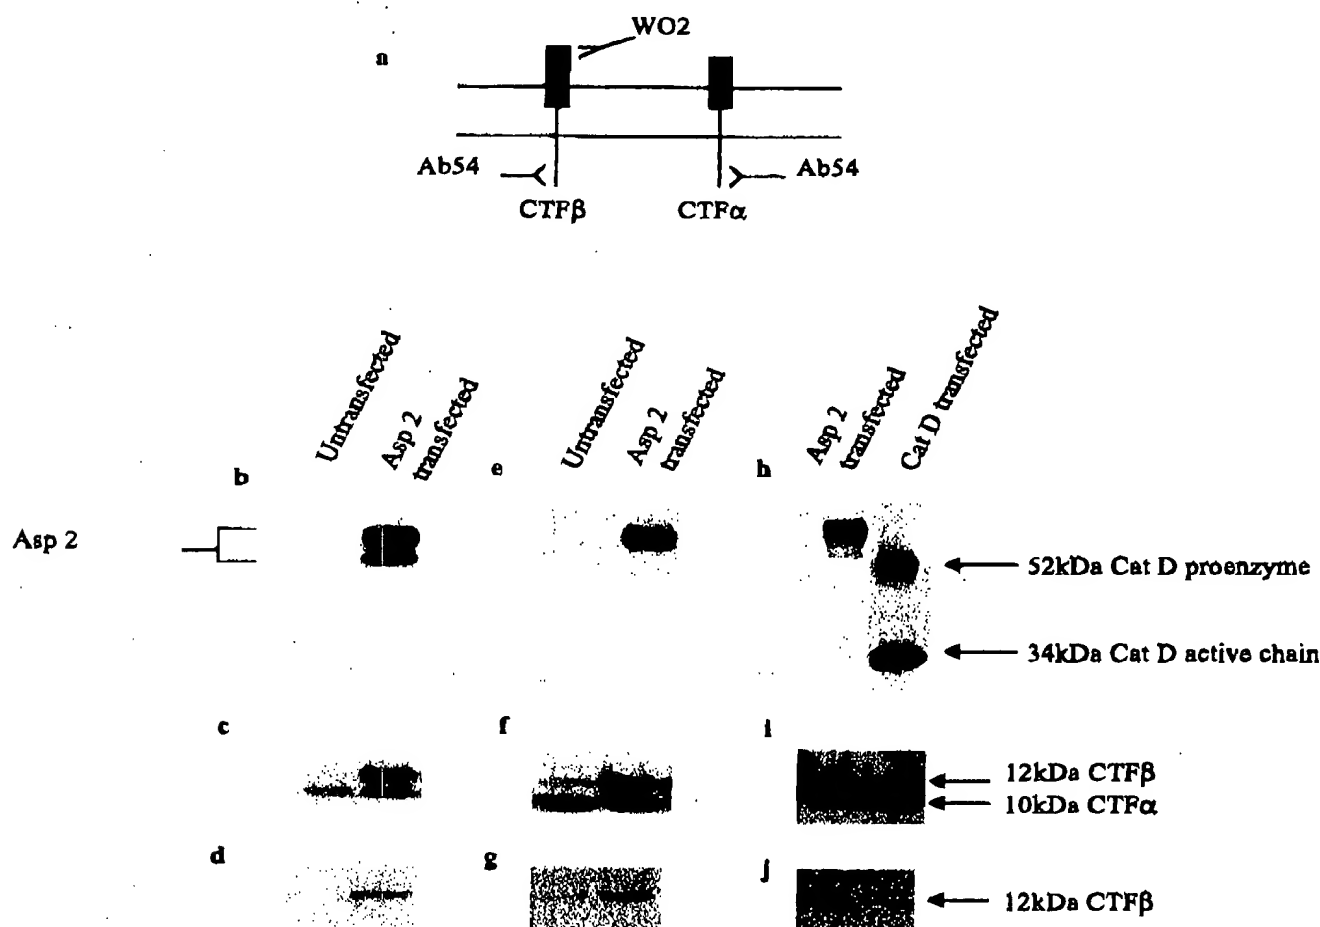 a
WO2
Ab54
Ab54
CTFβ
CTFα
Untransfected
Asp 2
transfected
Untransfected
Asp 2
transfected
Asp 2
transfected
Cat D transfected
b
e
h
Asp 2
52kDa Cat D proenzyme
34kDa Cat D active chain
c
f
i
12kDa CTFβ
10kDa CTFα
d
g
j
12kDa CTFβ